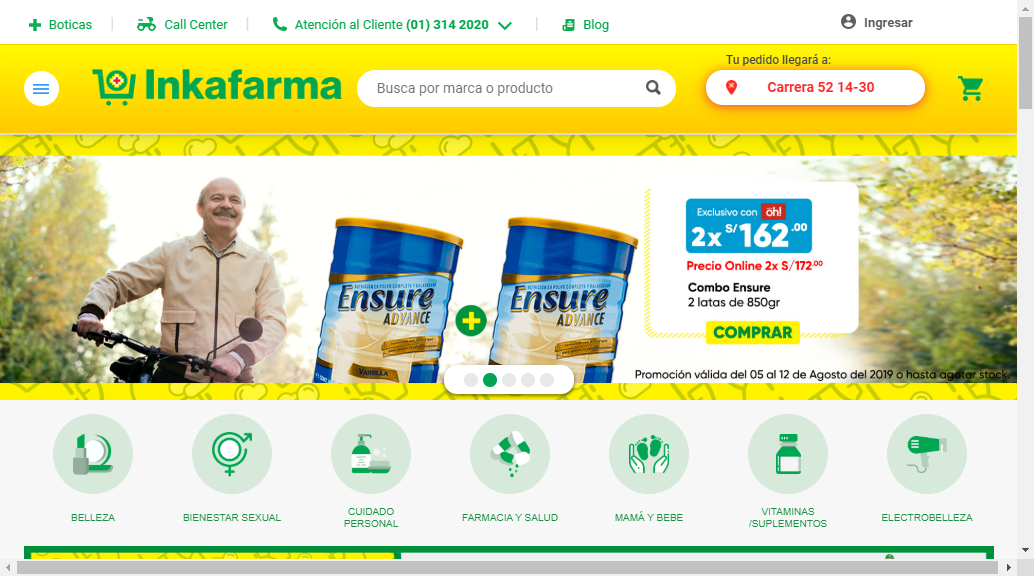 Boticas
Call Center
Atención al Cliente (01) 314 2020
Blog
Ingresar
Inkafarma
Busca por marca o producto
Tu pedido llegará a:
Carrera 52 14-30
Exclusivo con öh!
2x S/ 162.00
Precio Online 2x S/172.00
Combo Ensure
2 latas de 850gr
COMPRAR
Ensure
ADVANCE
VAINILLA
Ensure
ADVANCE
Promoción válida del 05 al 12 de Agosto del 2019 o hasta agotar stock.
BELLEZA
BIENESTAR SEXUAL
CUIDADO
PERSONAL
FARMACIA Y SALUD
MAMÁ Y BEBE
VITAMINAS
/SUPLEMENTOS
ELECTROBELLEZA